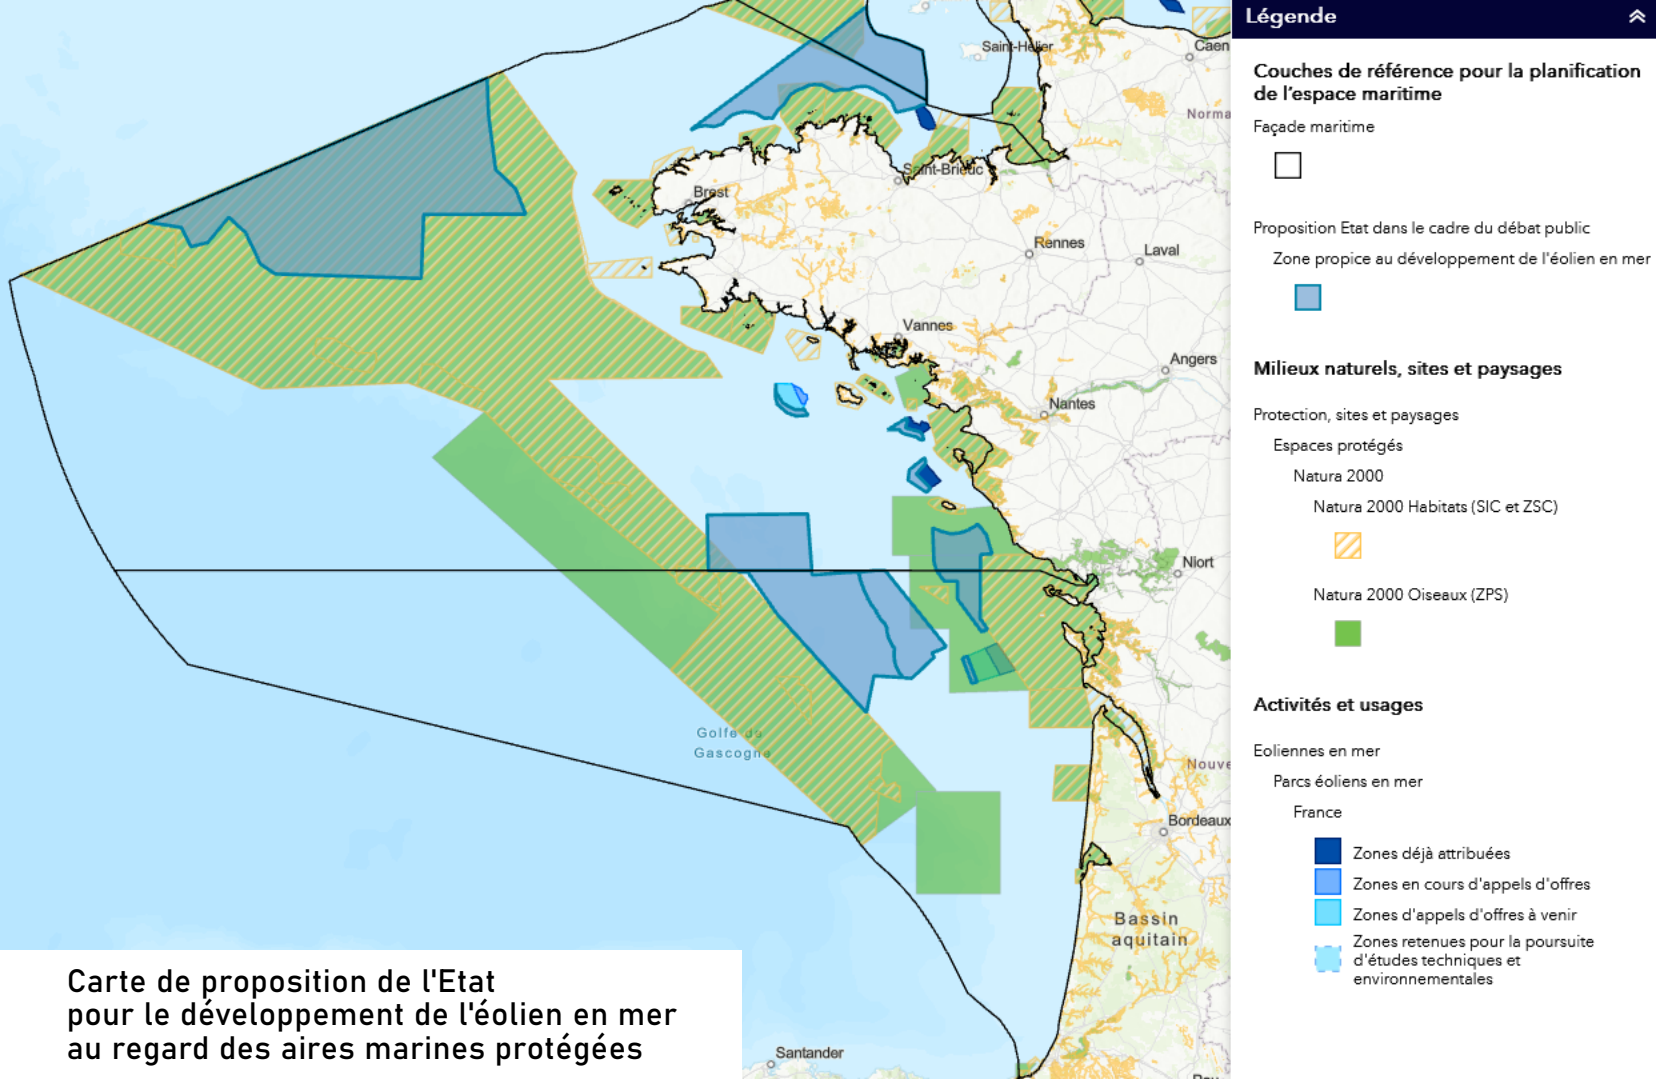 Saint-Helier
Caen
Norma
Saint-Brieuc
Brest
Rennes
Laval
Vannes
Angers
Nantes
Niort
Golfe de
Gascogne
Nouve
Bordeaux
Bassin
aquitain
Santander
Carte de proposition de l'Etat
pour le développement de l'éolien en mer
au regard des aires marines protégées
Légende
Couches de référence pour la planification
de l'espace maritime
Façade maritime
Proposition Etat dans le cadre du débat public
Zone propice au développement de l'éolien en mer
Milieux naturels, sites et paysages
Protection, sites et paysages
Espaces protégés
Natura 2000
Natura 2000 Habitats (SIC et ZSC)
Natura 2000 Oiseaux (ZPS)
Activités et usages
Eoliennes en mer
Parcs éoliens en mer
France
Zones déjà attribuées
Zones en cours d'appels d'offres
Zones d'appels d'offres à venir
Zones retenues pour la poursuite
d'études techniques et
environnementales